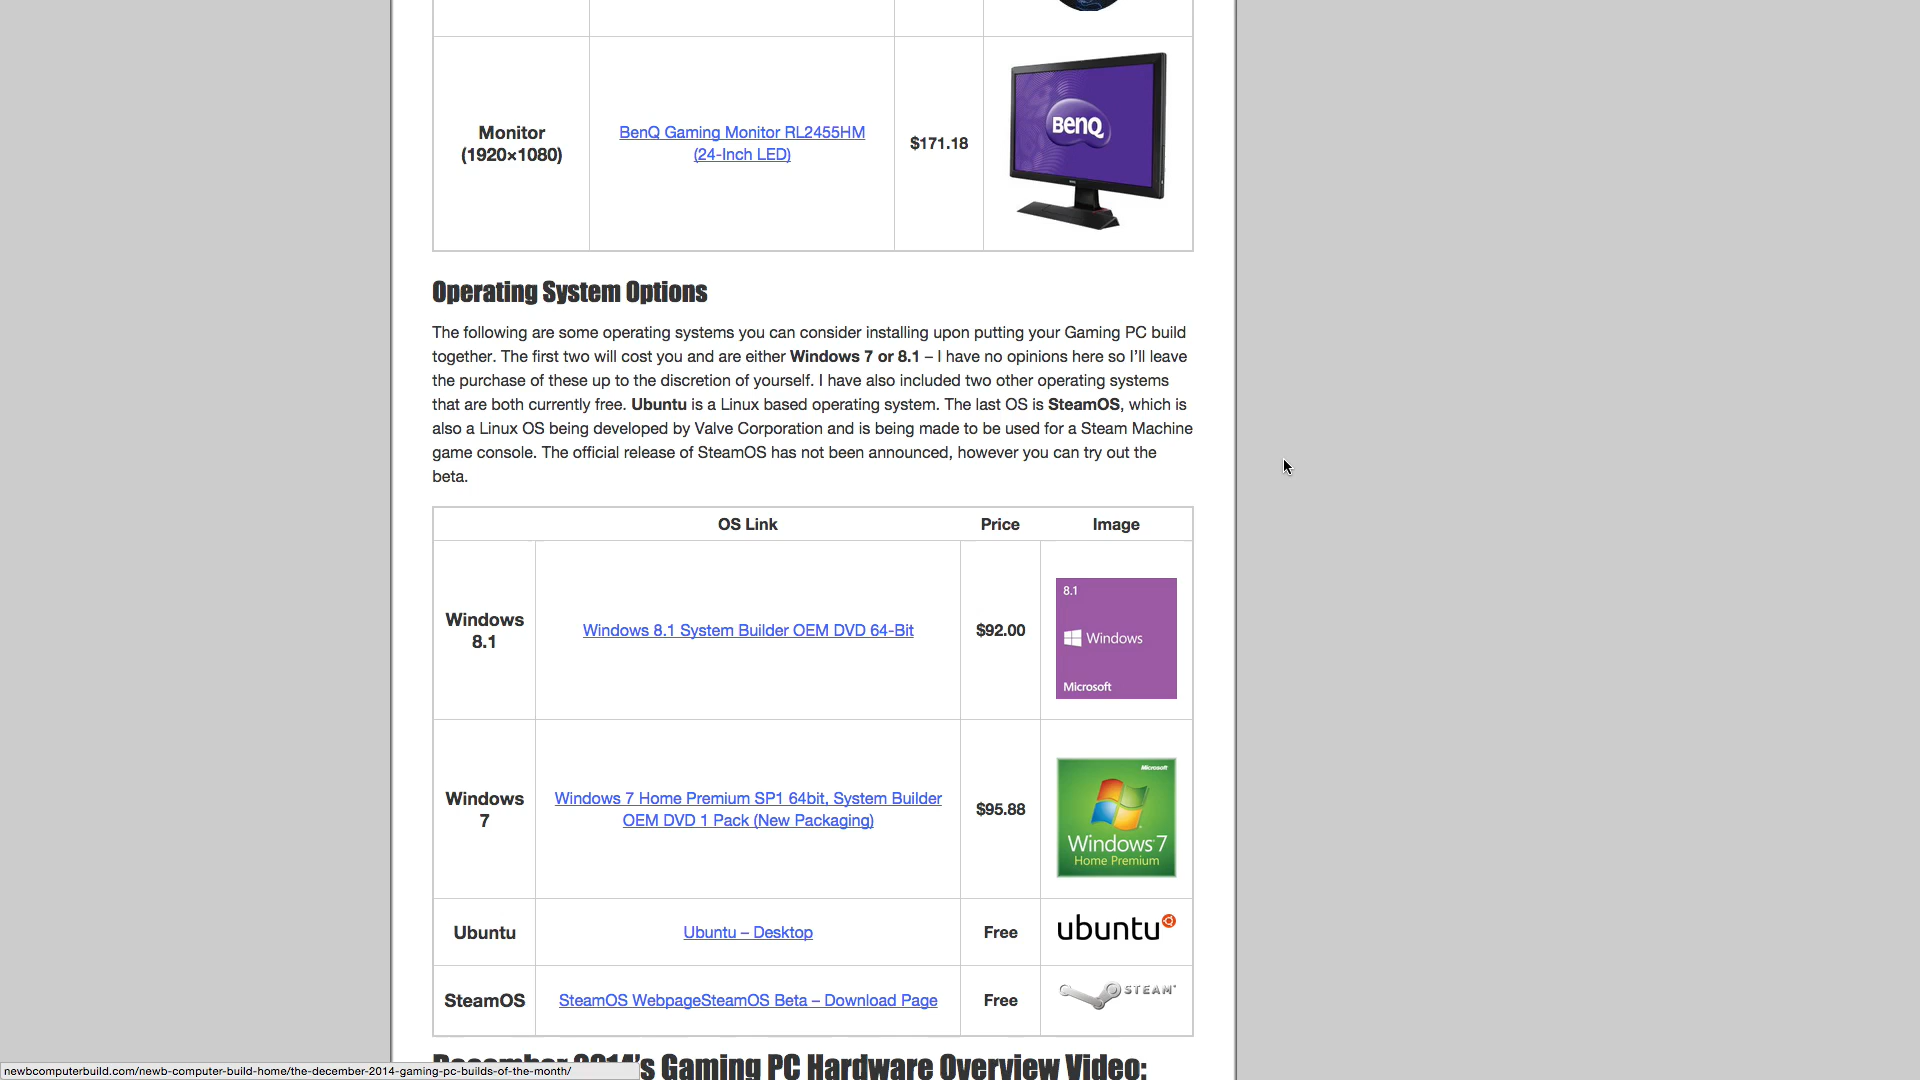 Monitor
(1920×1080)
BenQ Gaming Monitor RL2455HM
(24-Inch LED)
$171.18
BenQ
Operating System Options
The following are some operating systems you can consider installing upon putting your Gaming PC build
together. The first two will cost you and are either Windows 7 or 8.1 – I have no opinions here so I'll leave
the purchase of these up to the discretion of yourself. I have also included two other operating systems
that are both currently free. Ubuntu is a Linux based operating system. The last OS is SteamOS, which is
also a Linux OS being developed by Valve Corporation and is being made to be used for a Steam Machine
game console. The official release of SteamOS has not been announced, however you can try out the
beta.
OS Link Price Image
Windows
8.1
Windows 8.1 System Builder OEM DVD 64-Bit
$92.00
8.1
Windows
Microsoft
Windows
7
Windows 7 Home Premium SP1 64bit, System Builder
OEM DVD 1 Pack (New Packaging)
$95.88
Microsoft
Windows 7
Home Premium
Ubuntu
Ubuntu – Desktop
Free
ubuntu
SteamOS
SteamOS WebpageSteamOS Beta – Download Page
Free
STEAM
December 2014's Gaming PC Hardware Overview Video:
newbcomputerbuild.com/newb-computer-build-home/the-december-2014-gaming-pc-builds-of-the-month/